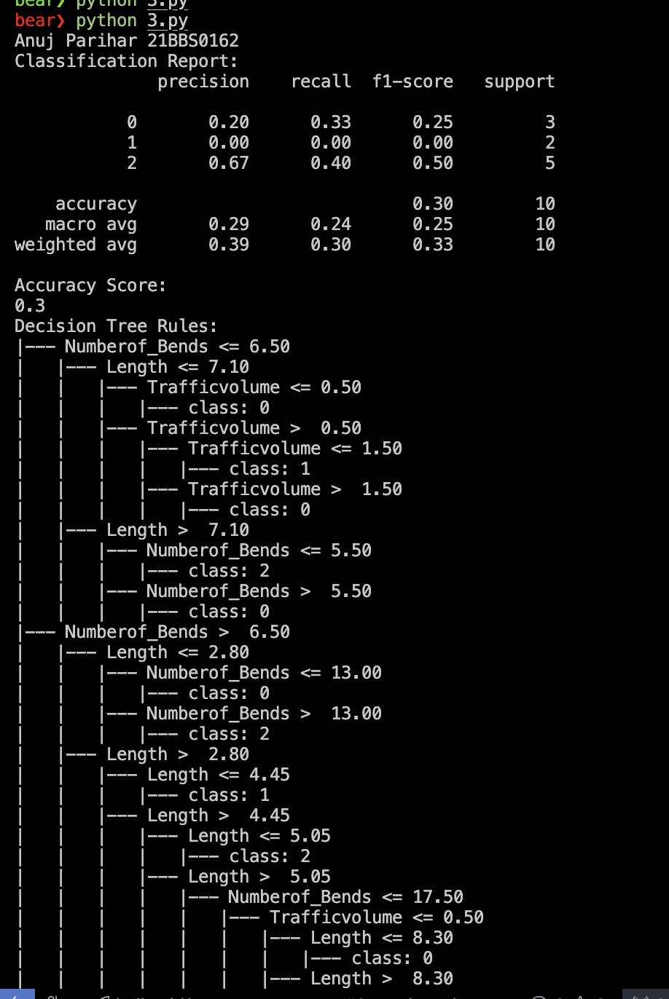 bear❯ python 3.py
bear❯ python 3.py
Anuj Parihar 21BBS0162
Classification Report:
              precision    recall  f1-score   support

           0       0.20      0.33      0.25         3
           1       0.00      0.00      0.00         2
           2       0.67      0.40      0.50         5

    accuracy                           0.30        10
   macro avg       0.29      0.24      0.25        10
weighted avg       0.39      0.30      0.33        10

Accuracy Score:
0.3
Decision Tree Rules:
|--- Numberof_Bends <= 6.50
|   |--- Length <= 7.10
|   |   |--- Trafficvolume <= 0.50
|   |   |   |--- class: 0
|   |   |--- Trafficvolume >  0.50
|   |   |   |--- Trafficvolume <= 1.50
|   |   |   |   |--- class: 1
|   |   |   |--- Trafficvolume >  1.50
|   |   |   |   |--- class: 0
|   |--- Length >  7.10
|   |   |--- Numberof_Bends <= 5.50
|   |   |   |--- class: 2
|   |   |--- Numberof_Bends >  5.50
|   |   |   |--- class: 0
|--- Numberof_Bends >  6.50
|   |--- Length <= 2.80
|   |   |--- Numberof_Bends <= 13.00
|   |   |   |--- class: 0
|   |   |--- Numberof_Bends >  13.00
|   |   |   |--- class: 2
|   |--- Length >  2.80
|   |   |--- Length <= 4.45
|   |   |   |--- class: 1
|   |   |--- Length >  4.45
|   |   |   |--- Length <= 5.05
|   |   |   |   |--- class: 2
|   |   |   |--- Length >  5.05
|   |   |   |   |--- Numberof_Bends <= 17.50
|   |   |   |   |   |--- Trafficvolume <= 0.50
|   |   |   |   |   |   |--- Length <= 8.30
|   |   |   |   |   |   |   |--- class: 0
|   |   |   |   |   |   |--- Length >  8.30